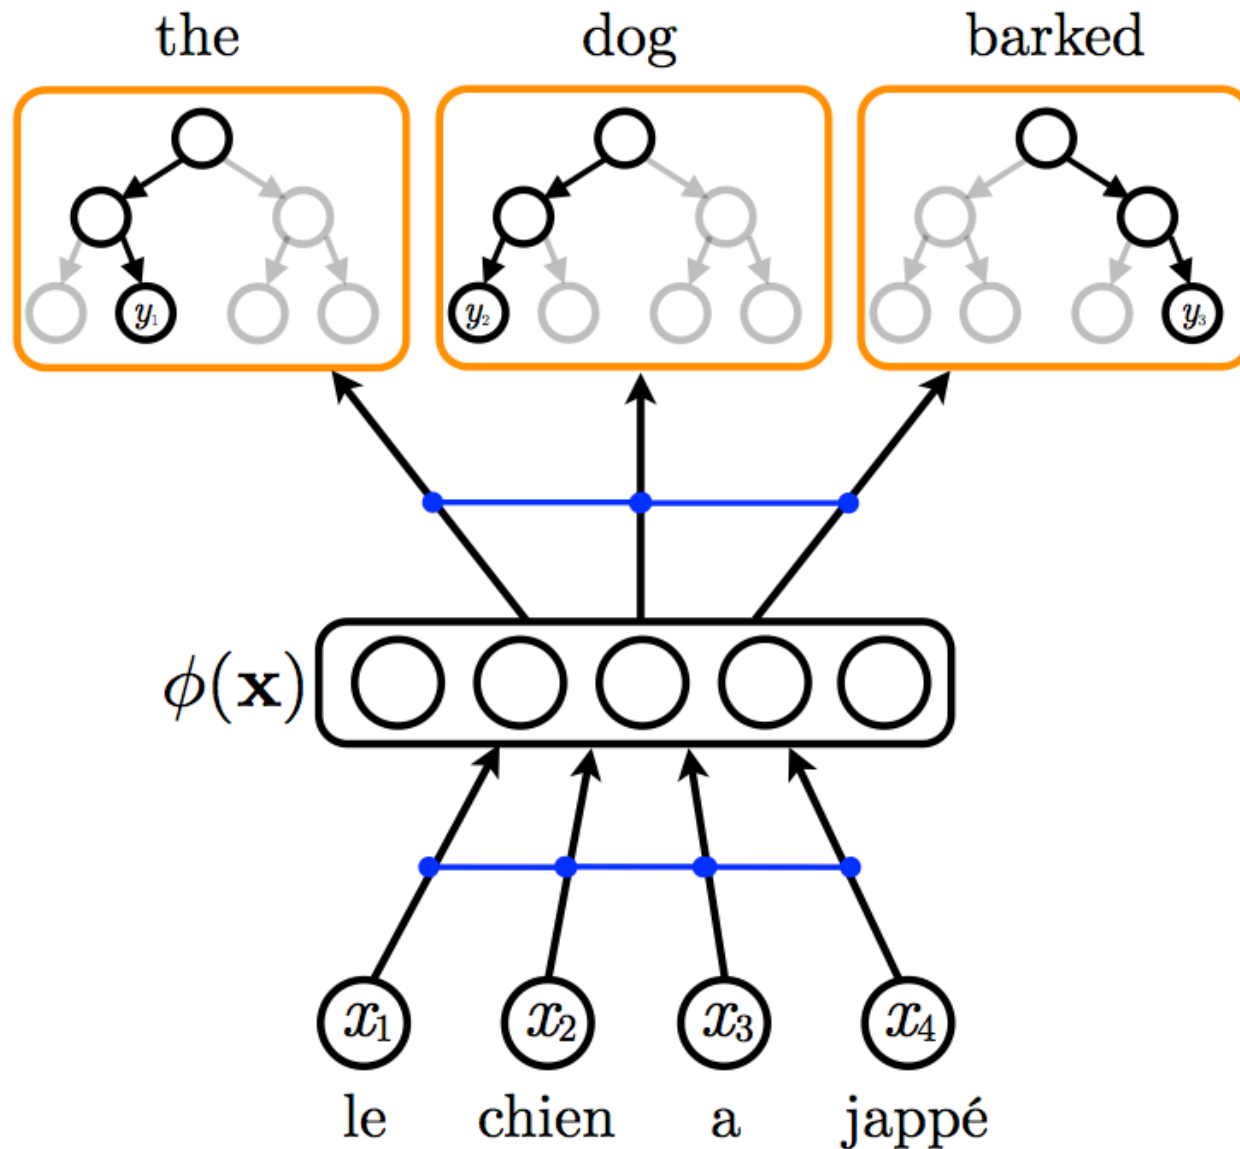 the dog barked
y₁ y₂ y₃
ϕ(𝐱)
x₁ x₂ x₃ x₄
le chien a jappé